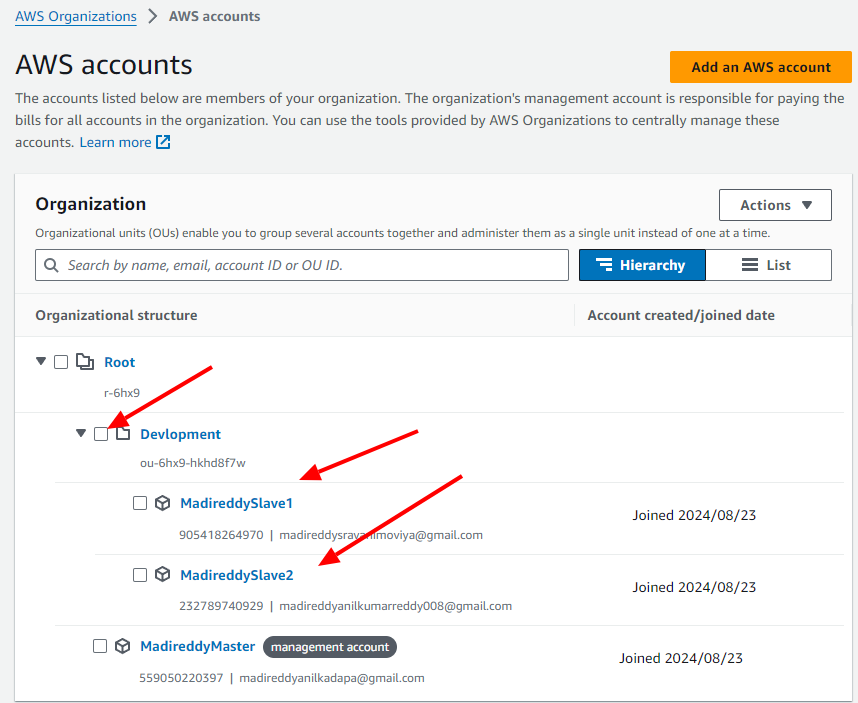 AWS Organizations > AWS accounts
AWS accounts
Add an AWS account
The accounts listed below are members of your organization. The organization's management account is responsible for paying the
bills for all accounts in the organization. You can use the tools provided by AWS Organizations to centrally manage these
accounts. Learn more
Organization
Actions
Organizational units (OUs) enable you to group several accounts together and administer them as a single unit instead of one at a time.
Search by name, email, account ID or OU ID.
Hierarchy
List
Organizational structure
Account created/joined date
Root
r-6hx9
Devlopment
ou-6hx9-hkhd8f7w
MadireddySlave1
Joined 2024/08/23
905418264970 | madireddysravanimoviya@gmail.com
MadireddySlave2
Joined 2024/08/23
232789740929 | madireddyanilkumarreddy008@gmail.com
MadireddyMaster management account
Joined 2024/08/23
559050220397 | madireddyanilkadapa@gmail.com